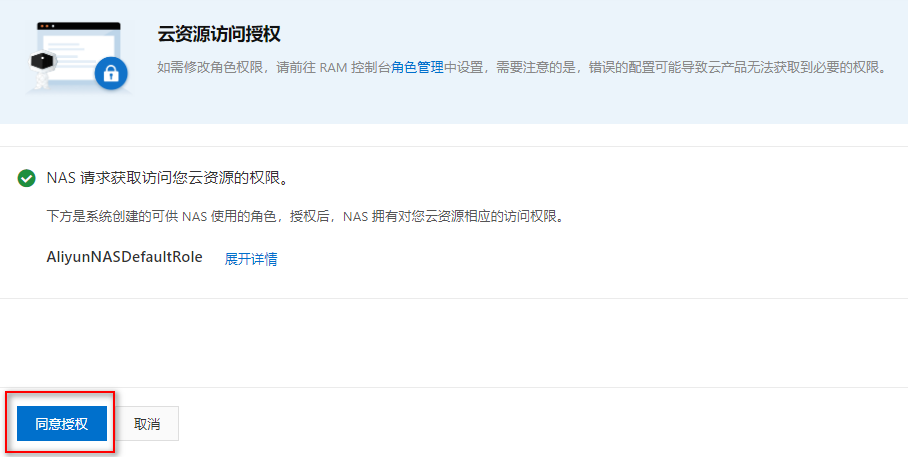 云资源访问授权
如需修改角色权限，请前往 RAM 控制台角色管理中设置，需要注意的是，错误的配置可能导致云产品无法获取到必要的权限。
NAS 请求获取访问您云资源的权限。
下方是系统创建的可供 NAS 使用的角色，授权后，NAS 拥有对您云资源相应的访问权限。
AliyunNASDefaultRole 展开详情
同意授权 取消